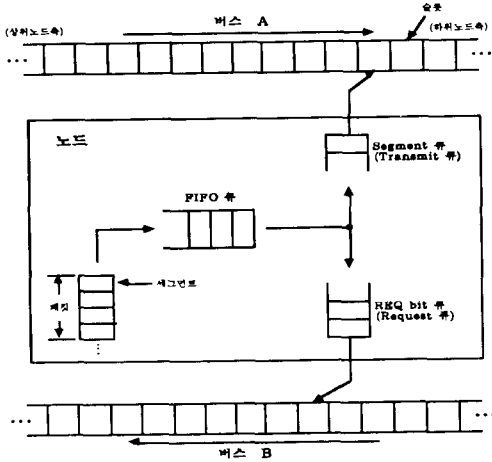 버스 A
슬롯
(상위노드측)
(하위노드측)
... ...
노드
Segment 큐
(Transmit 큐)
FIFO 큐
세그먼트
패킷
REQ bit 큐
(Request 큐)
...
... ...
버스 B